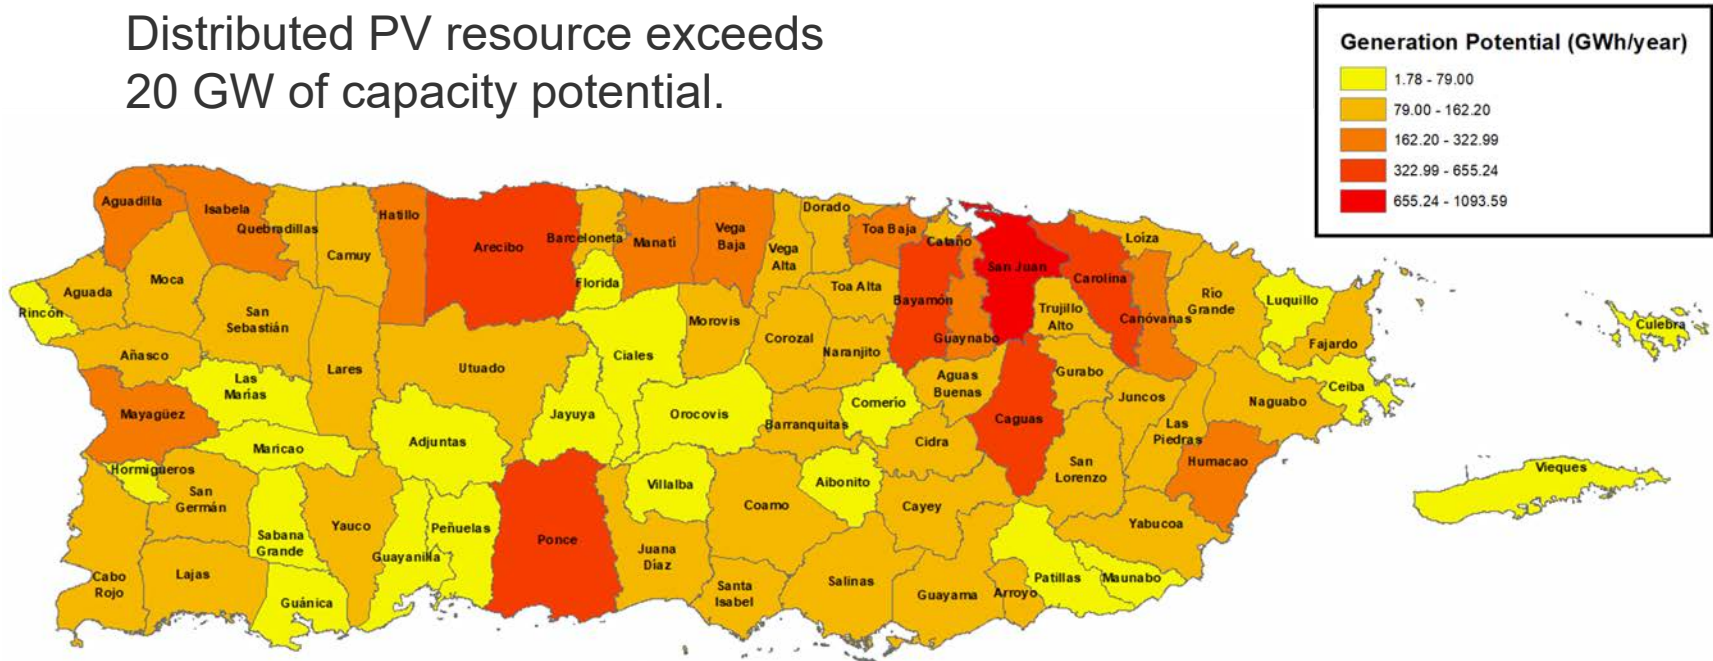 Distributed PV resource exceeds
20 GW of capacity potential.
Generation Potential (GWh/year)
1.78 - 79.00
79.00 - 162.20
162.20 - 322.99
322.99 - 655.24
655.24 - 1093.59
Aguadilla
Isabela
Quebradillas
Camuy
Hatillo
Arecibo
Barceloneta
Manatí
Vega
Baja
Vega
Alta
Dorado
Toa Baja
Cataño
San Juan
Carolina
Loíza
Rincón
Aguada
Moca
San
Sebastián
Florida
Morovis
Corozal
Toa Alta
Naranjito
Bayamón
Guaynabo
Trujillo
Alto
Canóvanas
Río
Grande
Luquillo
Fajardo
Culebra
Añasco
Las
Marías
Lares
Utuado
Ciales
Jayuya
Orocovis
Barranquitas
Comerío
Aguas
Buenas
Caguas
Gurabo
Juncos
Las
Piedras
Naguabo
Ceiba
Mayagüez
Maricao
Adjuntas
Cidra
San
Lorenzo
Humacao
Vieques
Hormigueros
San
Germán
Sabana
Grande
Yauco
Guayanilla
Peñuelas
Ponce
Villalba
Juana
Díaz
Coamo
Aibonito
Cayey
Yabucoa
Cabo
Rojo
Lajas
Guánica
Santa
Isabel
Salinas
Guayama
Arroyo
Patillas
Maunabo